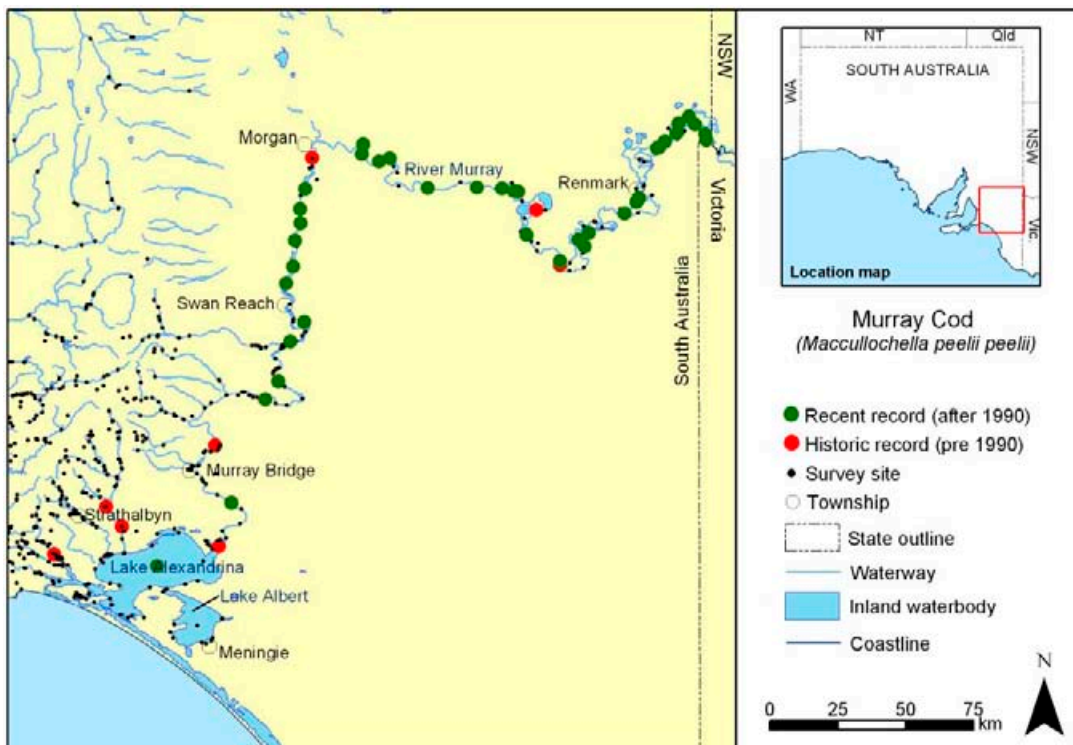 Morgan
River Murray
Renmark
NSW
Victoria
South Australia
Swan Reach
Murray Bridge
Strathalbyn
Lake Alexandrina
Lake Albert
Meningie
NT
Qld
SOUTH AUSTRALIA
WA
NSW
Vic.
Location map
Murray Cod
(Maccullochella peelii peelii)
Recent record (after 1990)
Historic record (pre 1990)
Survey site
Township
State outline
Waterway
Inland waterbody
Coastline
N
0 25 50 75
km